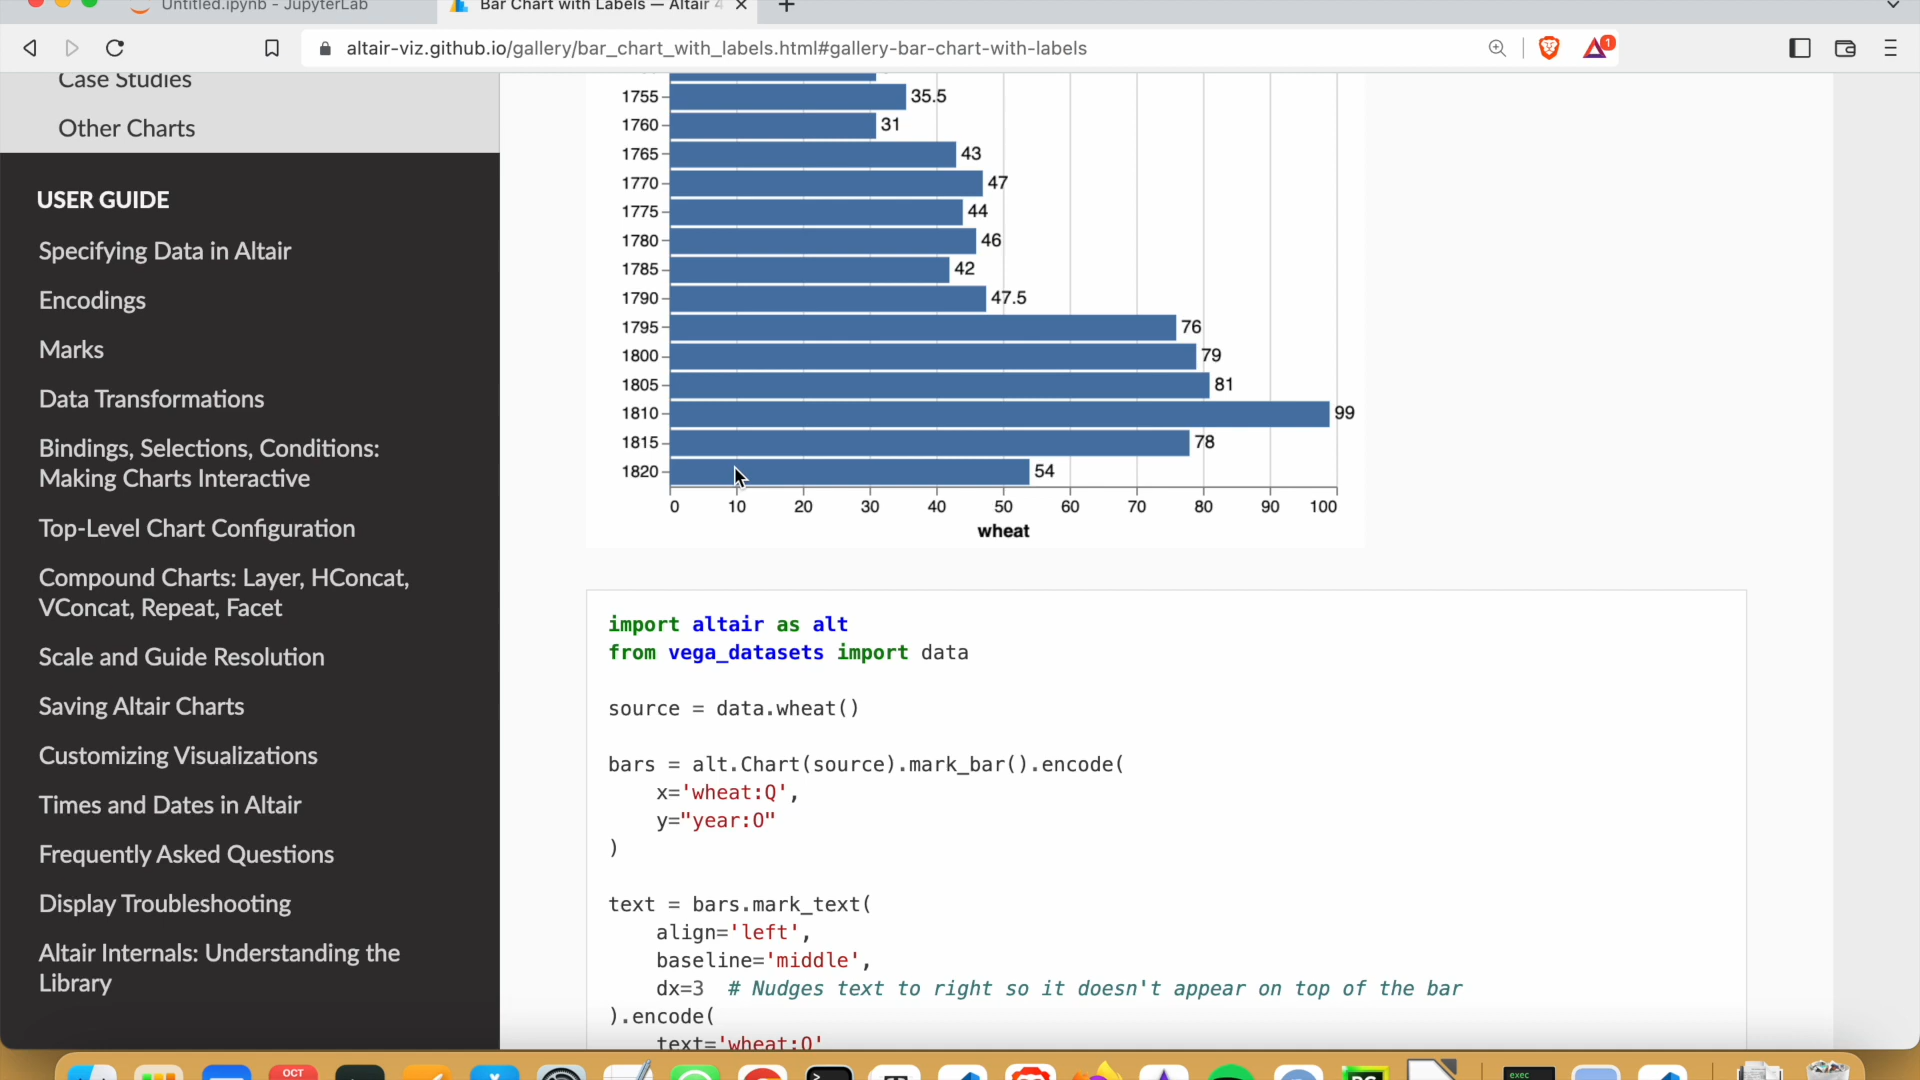 Untitled.ipynb - JupyterLab
Bar Chart with Labels — Altair 4
altair-viz.github.io/gallery/bar_chart_with_labels.html#gallery-bar-chart-with-labels
1
Case Studies
Other Charts
USER GUIDE
Specifying Data in Altair
Encodings
Marks
Data Transformations
Bindings, Selections, Conditions:
Making Charts Interactive
Top-Level Chart Configuration
Compound Charts: Layer, HConcat,
VConcat, Repeat, Facet
Scale and Guide Resolution
Saving Altair Charts
Customizing Visualizations
Times and Dates in Altair
Frequently Asked Questions
Display Troubleshooting
Altair Internals: Understanding the
Library
1755 35.5
1760 31
1765 43
1770 47
1775 44
1780 46
1785 42
1790 47.5
1795 76
1800 79
1805 81
1810 99
1815 78
1820 54
0 10 20 30 40 50 60 70 80 90 100
wheat
import altair as alt
from vega_datasets import data
source = data.wheat()
bars = alt.Chart(source).mark_bar().encode(
x='wheat:Q',
y="year:O"
)
text = bars.mark_text(
align='left',
baseline='middle',
dx=3 # Nudges text to right so it doesn't appear on top of the bar
).encode(
text='wheat:Q'
OCT
exec